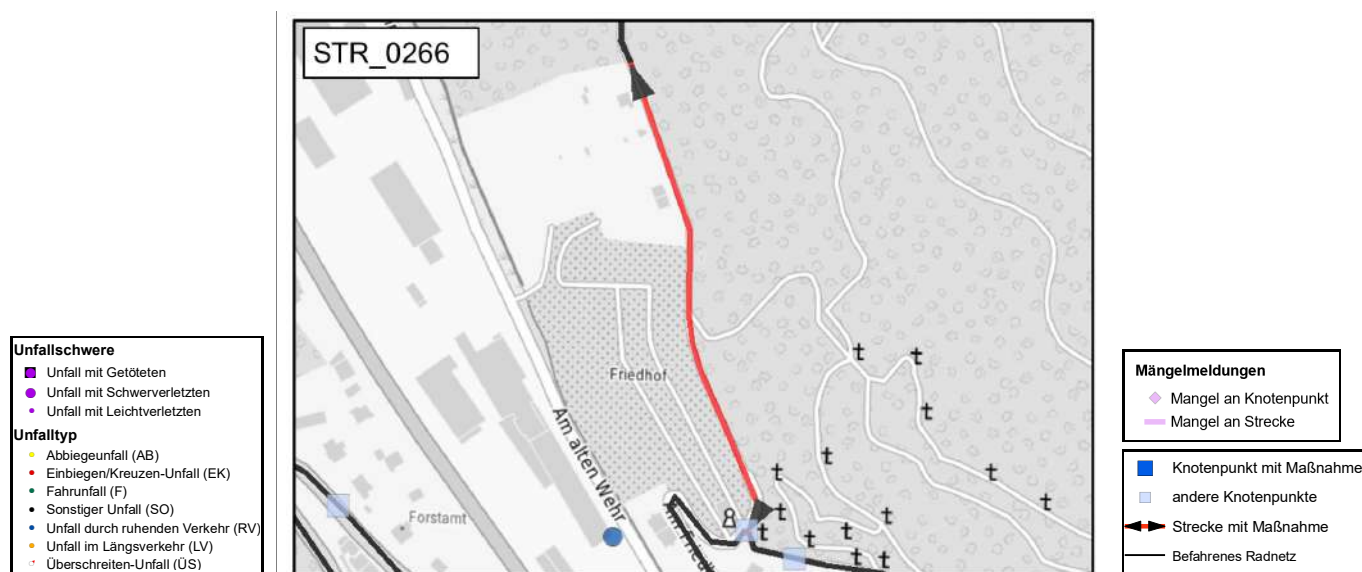 STR_0266
Friedhof
Am alten Wehr
Forstamt
Unfallschwere
Unfall mit Getöteten
Unfall mit Schwerverletzten
Unfall mit Leichtverletzten
Unfalltyp
Abbiegeunfall (AB)
Einbiegen/Kreuzen-Unfall (EK)
Fahrunfall (F)
Sonstiger Unfall (SO)
Unfall durch ruhenden Verkehr (RV)
Unfall im Längsverkehr (LV)
Überschreiten-Unfall (ÜS)
Mängelmeldungen
Mangel an Knotenpunkt
Mangel an Strecke
Knotenpunkt mit Maßnahme
andere Knotenpunkte
Strecke mit Maßnahme
Befahrenes Radnetz